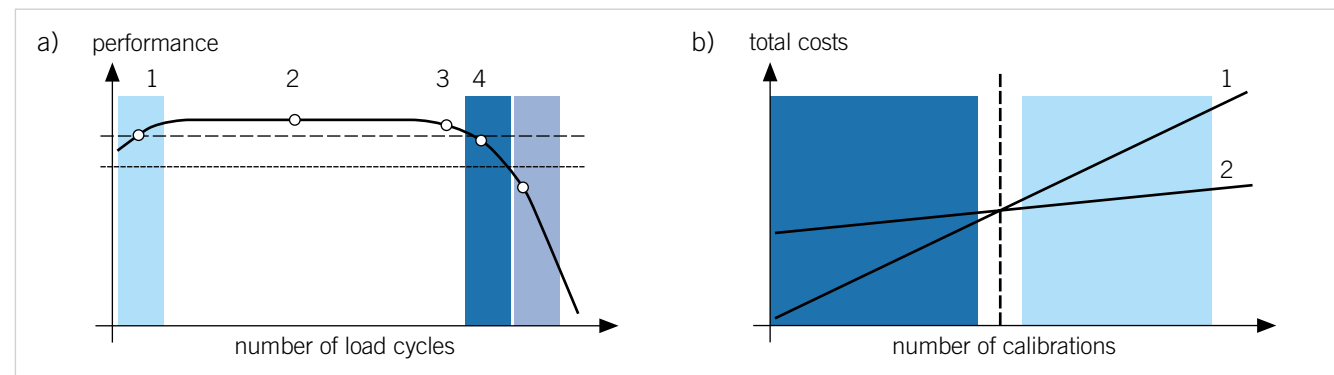 a) performance
1 2 3 4
number of load cycles
b) total costs
1
2
number of calibrations